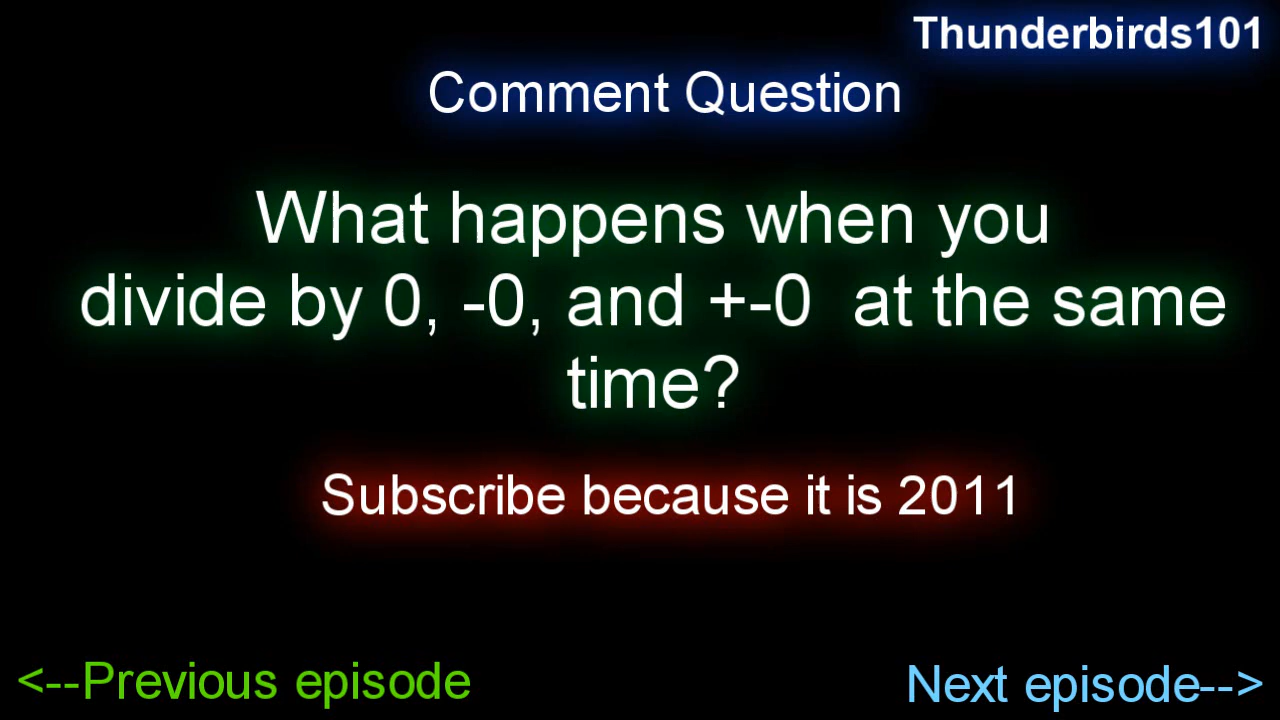 Thunderbirds101
Comment Question
What happens when you
divide by 0, -0, and +-0  at the same
time?
Subscribe because it is 2011
<--Previous episode
Next episode-->